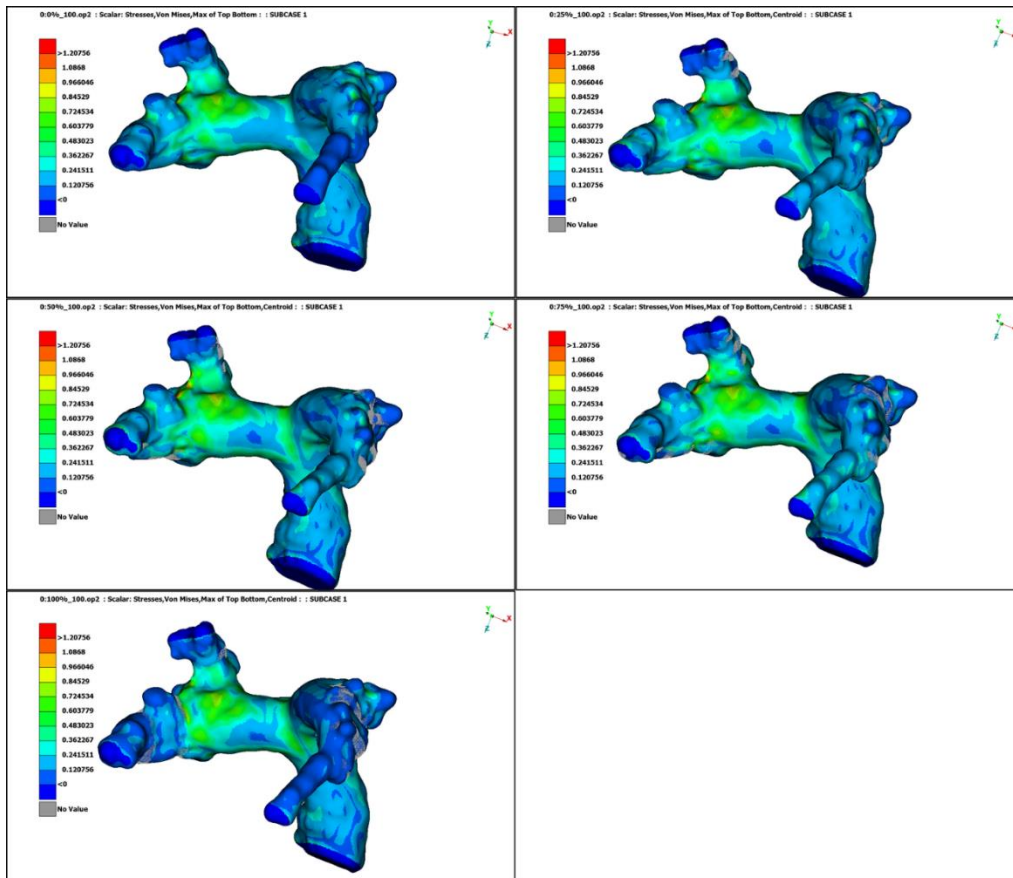 0:0%_100.op2 : Scalar: Stresses,Von Mises,Max of Top Bottom : : SUBCASE 1
>1.20756
1.0868
0.966046
0.84529
0.724534
0.603779
0.483023
0.362267
0.241511
0.120756
<0
No Value
Y
X
Z
0:25%_100.op2 : Scalar: Stresses,Von Mises,Max of Top Bottom,Centroid : : SUBCASE 1
>1.20756
1.0868
0.966046
0.84529
0.724534
0.603779
0.483023
0.362267
0.241511
0.120756
<0
No Value
Y
X
Z
0:50%_100.op2 : Scalar: Stresses,Von Mises,Max of Top Bottom,Centroid : : SUBCASE 1
>1.20756
1.0868
0.966046
0.84529
0.724534
0.603779
0.483023
0.362267
0.241511
0.120756
<0
No Value
Y
X
Z
0:75%_100.op2 : Scalar: Stresses,Von Mises,Max of Top Bottom,Centroid : : SUBCASE 1
>1.20756
1.0868
0.966046
0.84529
0.724534
0.603779
0.483023
0.362267
0.241511
0.120756
<0
No Value
Y
X
Z
0:100%_100.op2 : Scalar: Stresses,Von Mises,Max of Top Bottom,Centroid : : SUBCASE 1
>1.20756
1.0868
0.966046
0.84529
0.724534
0.603779
0.483023
0.362267
0.241511
0.120756
<0
No Value
Y
X
Z